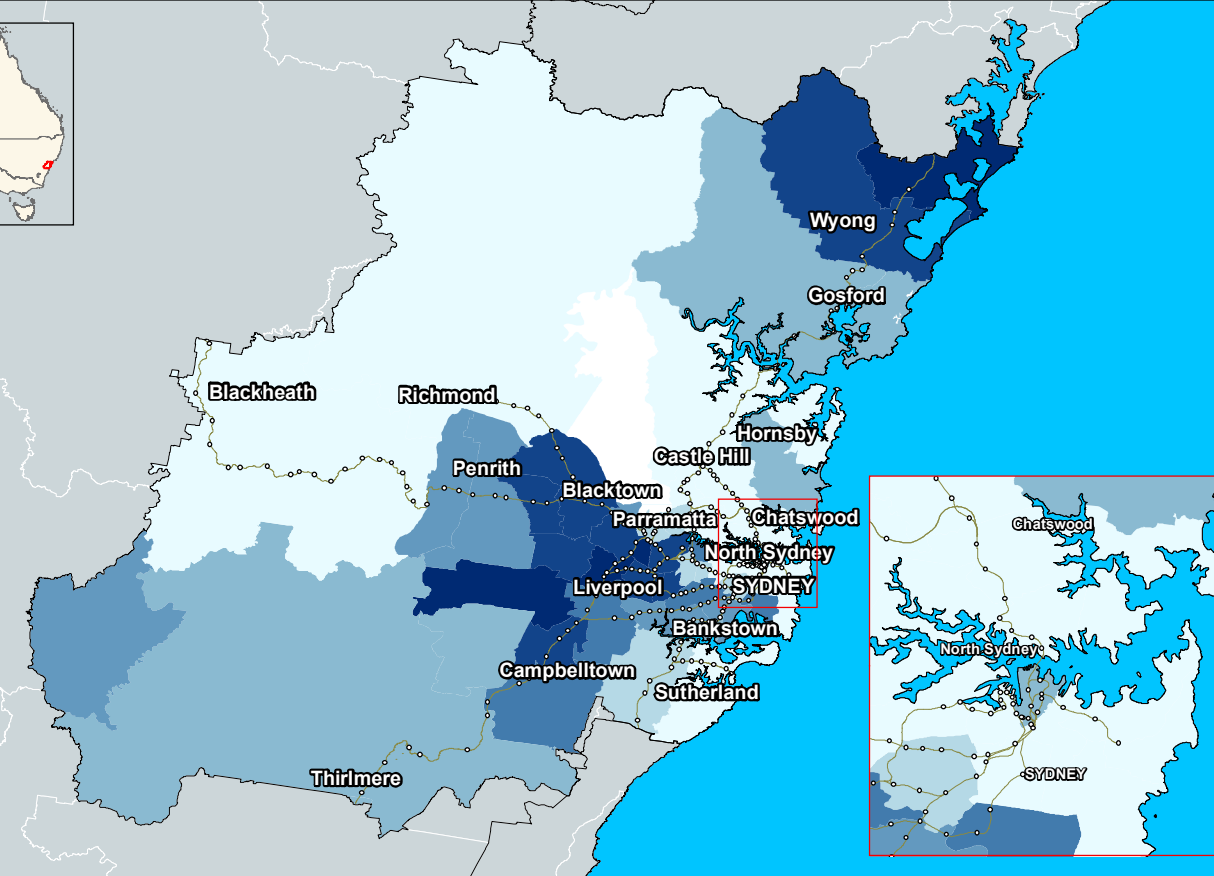 Wyong
Gosford
Blackheath
Richmond
Hornsby
Castle Hill
Penrith
Blacktown
Parramatta
Chatswood
North Sydney
Liverpool
SYDNEY
Bankstown
Campbelltown
Sutherland
Thirlmere
Chatswood
North Sydney
SYDNEY